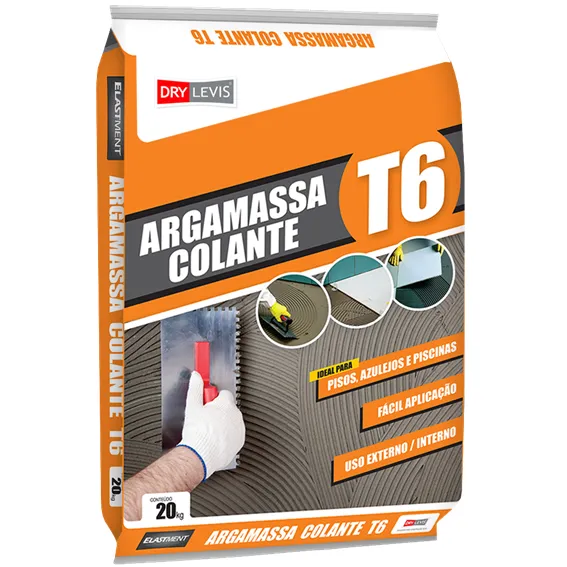 ARGAMASSA COLANTE T6
DRY LEVIS
ELASTMENT
ARGAMASSA COLANTE T6
20kg
ARGAMASSA
COLANTE
T6
IDEAL PARA
PISOS, AZULEJOS E PISCINAS
FÁCIL APLICAÇÃO
USO EXTERNO / INTERNO
CONTEÚDO
20kg
ELASTMENT
ARGAMASSA COLANTE T6
DRY LEVIS